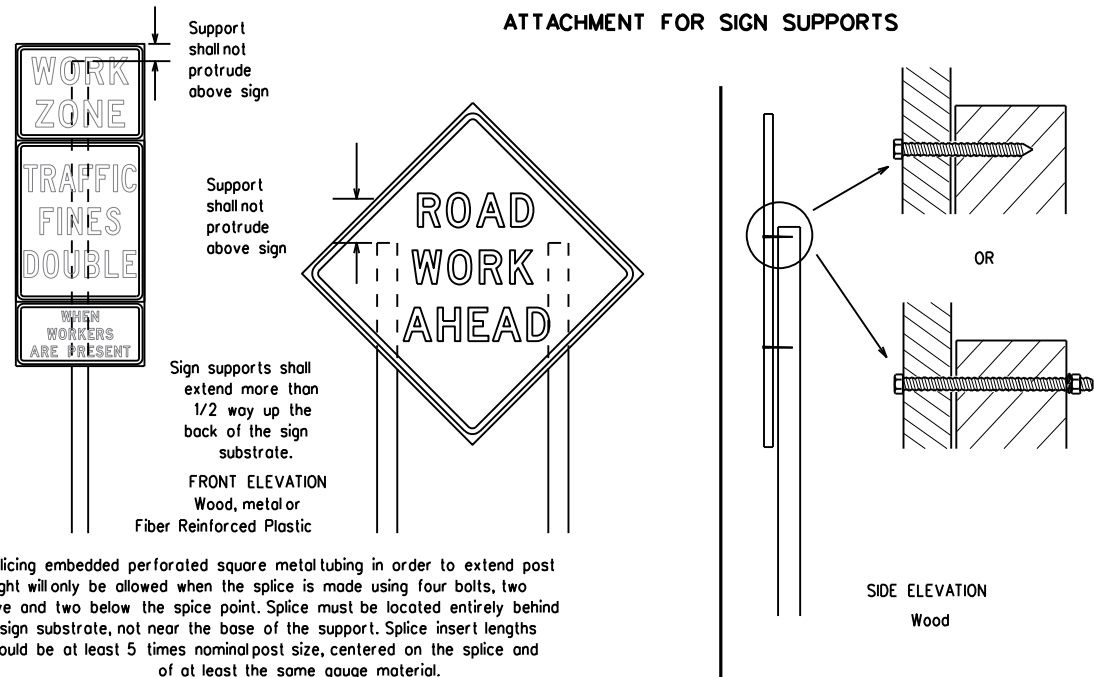 ATTACHMENT FOR SIGN SUPPORTS
Support
shall not
protrude
above sign
WORK
ZONE
TRAFFIC
FINES
DOUBLE
WHEN
WORKERS
ARE PRESENT
Support
shall not
protrude
above sign
ROAD
WORK
AHEAD
Sign supports shall
extend more than
1/2 way up the
back of the sign
substrate.
FRONT ELEVATION
Wood, metal or
Fiber Reinforced Plastic
OR
SIDE ELEVATION
Wood
licing embedded perforated square metal tubing in order to extend post
ght will only be allowed when the splice is made using four bolts, two
ve and two below the spice point. Splice must be located entirely behind
sign substrate, not near the base of the support. Splice insert lengths
ould be at least 5 times nominal post size, centered on the splice and
of at least the same gauge material.